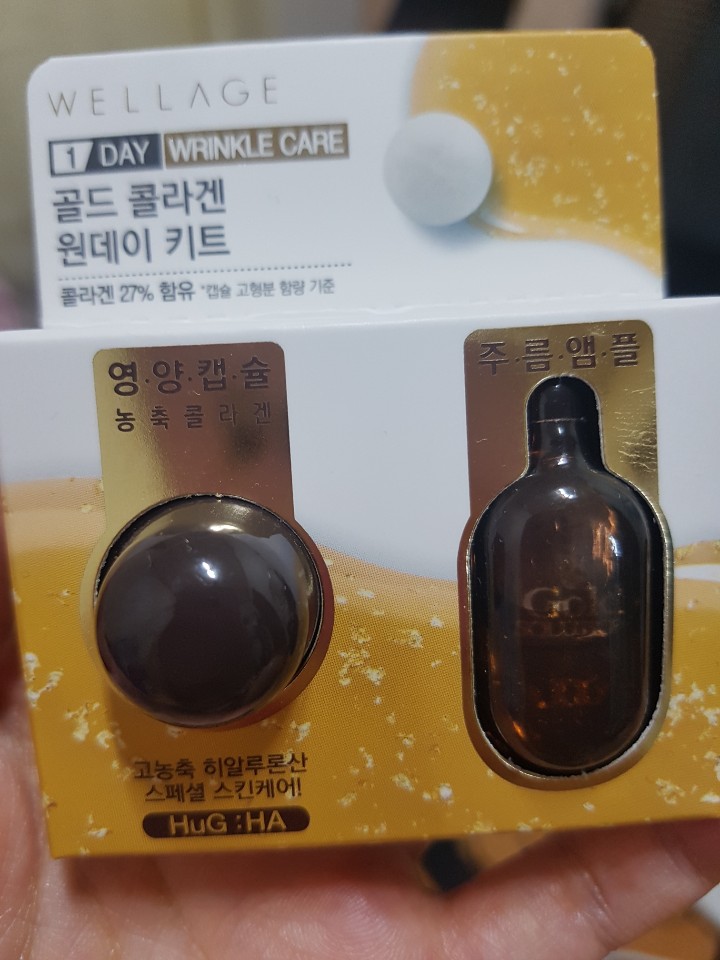 WELLAGE
1 DAY WRINKLE CARE
골드 콜라겐
원데이 키트
콜라겐 27% 함유 *캡슐 고형분 함량 기준
영·양·캡·슐
농축콜라겐
주·름·앰·플
Gold
고농축 히알루론산
스페셜 스킨케어!
HuG:HA